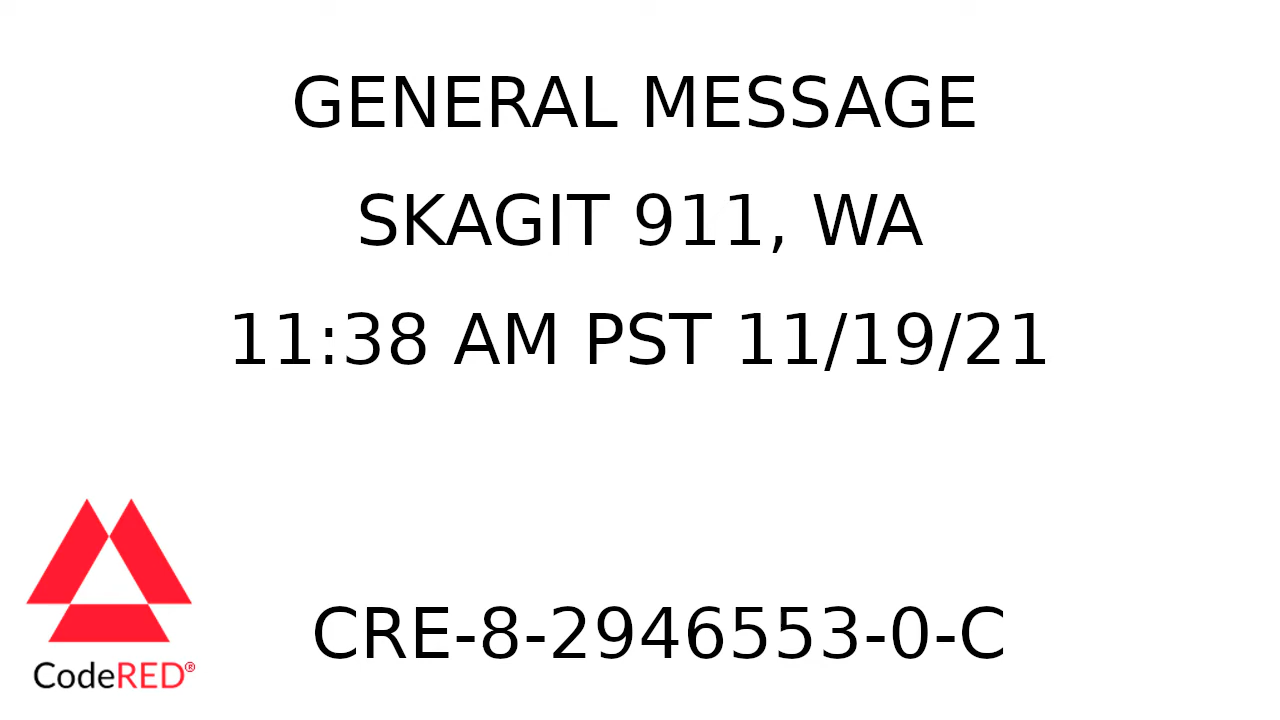 GENERAL MESSAGE
SKAGIT 911, WA
11:38 AM PST 11/19/21
CRE-8-2946553-0-C
CodeRED®